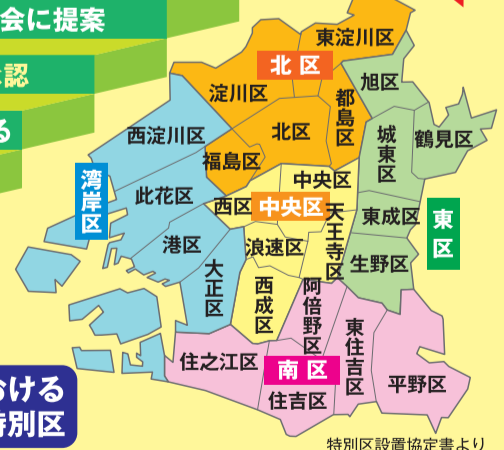 会に提案
認
る
東淀川区
北区
淀川区
旭区
都島区
北区
西淀川区
城東区
鶴見区
福島区
中央区
湾岸区
此花区
西区
中央区
天王寺区
東成区
東区
港区
浪速区
生野区
大正区
西成区
阿倍野区
東住吉区
住之江区
南区
平野区
住吉区
おける
特別区
特別区設置協定書より